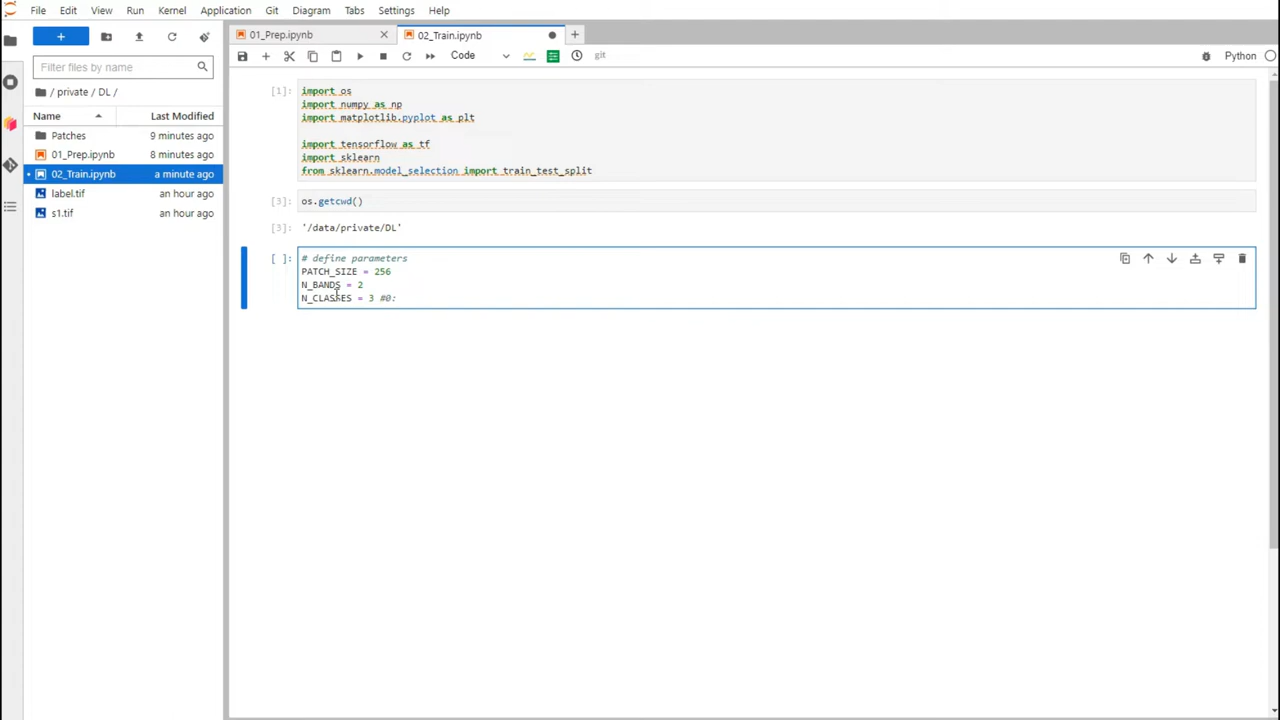 File Edit View Run Kernel Application Git Diagram Tabs Settings Help
01_Prep.ipynb
02_Train.ipynb
Code
git
Python
Filter files by name
/ private / DL /
Name Last Modified
Patches 9 minutes ago
01_Prep.ipynb 8 minutes ago
02_Train.ipynb a minute ago
label.tif an hour ago
s1.tif an hour ago
[1]: import os
import numpy as np
import matplotlib.pyplot as plt
import tensorflow as tf
import sklearn
from sklearn.model_selection import train_test_split
[3]: os.getcwd()
[3]: '/data/private/DL'
[ ]: # define parameters
PATCH_SIZE = 256
N_BANDS = 2
N_CLASSES = 3 #0: